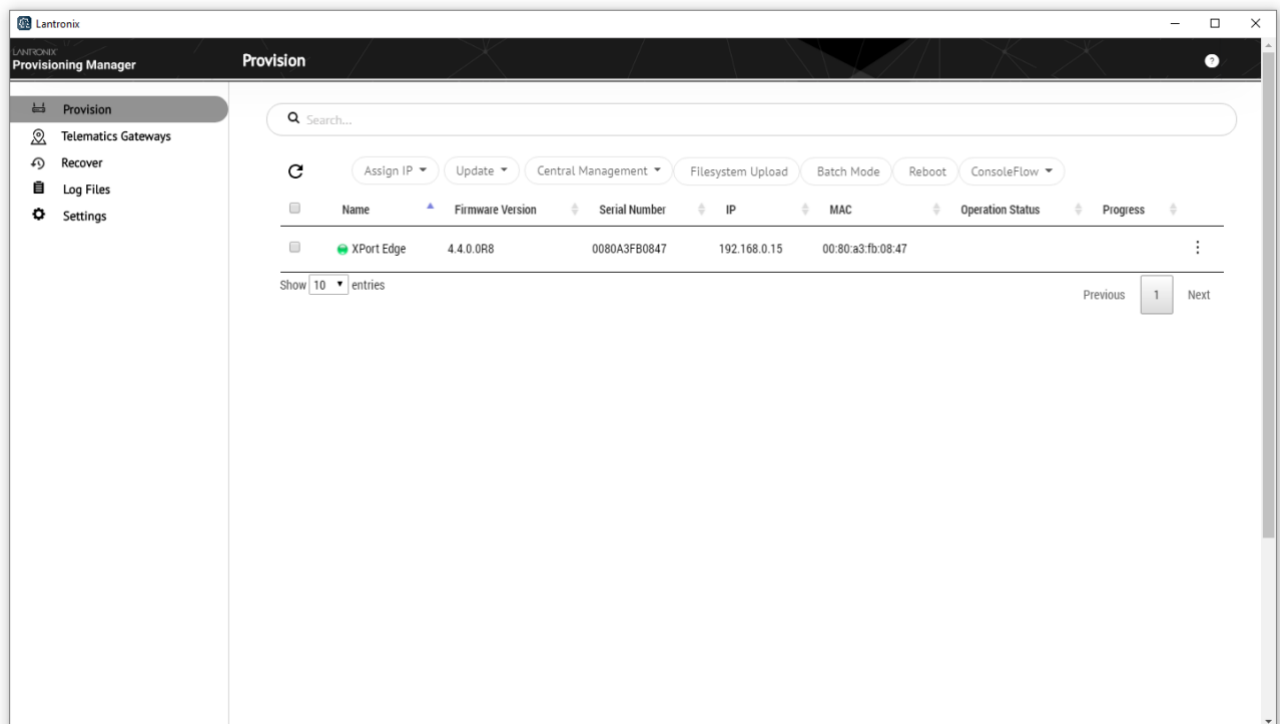 Lantronix
LANTRONIX
Provisioning Manager
Provision
?
Provision
Telematics Gateways
Recover
Log Files
Settings
Search...
Assign IP Update Central Management Filesystem Upload Batch Mode Reboot ConsoleFlow
Name Firmware Version Serial Number IP MAC Operation Status Progress
XPort Edge 4.4.0.0R8 0080A3FB0847 192.168.0.15 00:80:a3:fb:08:47
Show 10 entries
Previous 1 Next